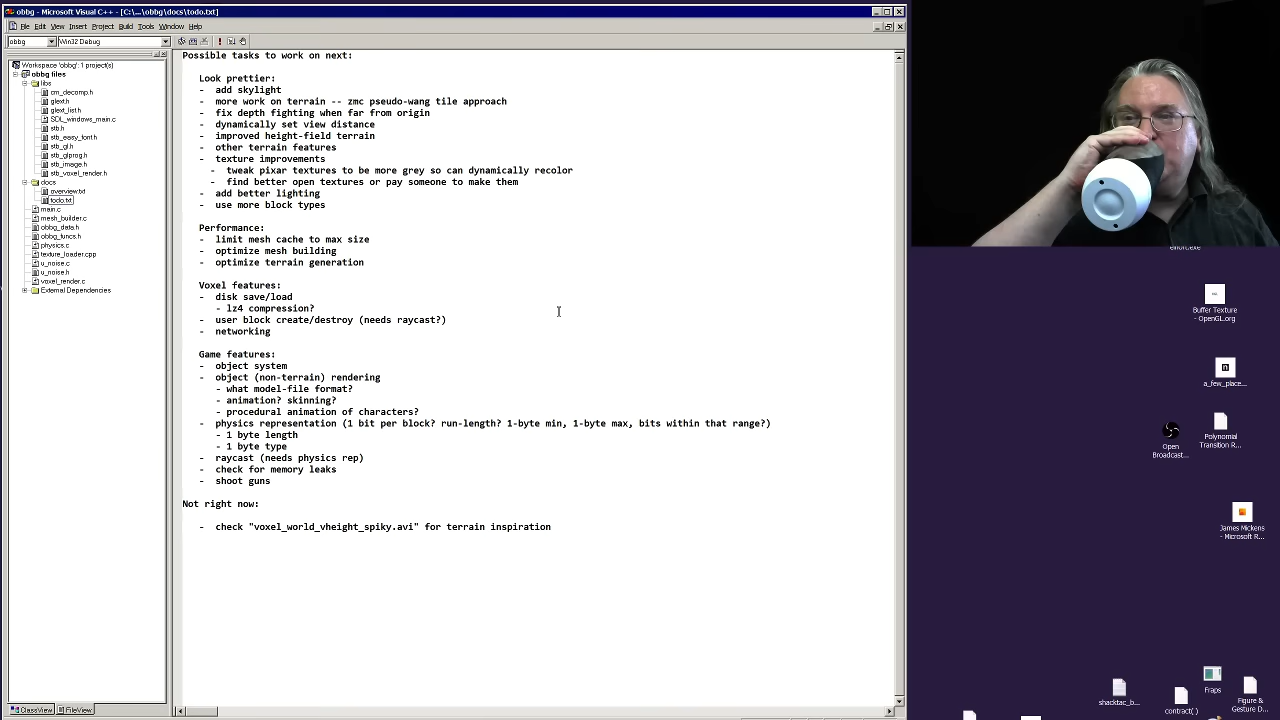 obbg - Microsoft Visual C++ - [C:\...\obbg\docs\todo.txt]
File Edit View Insert Project Build Tools Window Help
obbg
Win32 Debug
Workspace 'obbg': 1 project(s)
obbg files
libs
cm_decomp.h
glext.h
glext_list.h
SDL_windows_main.c
stb.h
stb_easy_font.h
stb_gl.h
stb_glprog.h
stb_image.h
stb_voxel_render.h
docs
overview.txt
todo.txt
main.c
mesh_builder.c
obbg_data.h
obbg_funcs.h
physics.c
texture_loader.cpp
u_noise.c
u_noise.h
voxel_render.c
External Dependencies
ClassView
FileView
Possible tasks to work on next:
Look prettier:
- add skylight
- more work on terrain -- zmc pseudo-wang tile approach
- fix depth fighting when far from origin
- dynamically set view distance
- improved height-field terrain
- other terrain features
- texture improvements
- tweak pixar textures to be more grey so can dynamically recolor
- find better open textures or pay someone to make them
- add better lighting
- use more block types
Performance:
- limit mesh cache to max size
- optimize mesh building
- optimize terrain generation
Voxel features:
- disk save/load
- lz4 compression?
- user block create/destroy (needs raycast?)
- networking
Game features:
- object system
- object (non-terrain) rendering
- what model-file format?
- animation? skinning?
- procedural animation of characters?
- physics representation (1 bit per block? run-length? 1-byte min, 1-byte max, bits within that range?)
- 1 byte length
- 1 byte type
- raycast (needs physics rep)
- check for memory leaks
- shoot guns
Not right now:
- check "voxel_world_vheight_spiky.avi" for terrain inspiration
Buffer Texture
- OpenGL.org
a_few_place...
Polynomial
Transition R...
Open
Broadcast...
James Mickens
- Microsoft R...
Fraps
shacktac_b...
contract( )
Figure &
Gesture D...